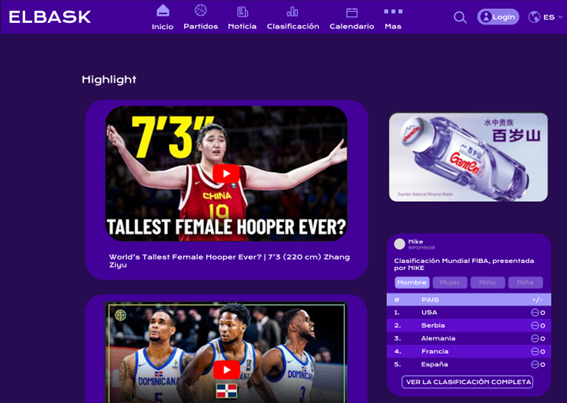 ELBASK
Inicio
Partidos
Noticia
Clasificación
Calendario
Mas
Login
ES
Highlight
7'3"
CHINA
10
TALLEST FEMALE HOOPER EVER?
World's Tallest Female Hooper Ever? | 7'3 (220 cm) Zhang
Ziyu
DOMINICANA
DOMINICANA
水中贵族
百岁山
Ganten
Ganten Natural Mineral Water
Nike
SPONSOR
Clasificación Mundial FIBA, presentada
por NIKE
Hombre
Mujer
Niño
Niña
# PAIS +/-
1. USA 0
2. Serbia 0
3. Alemania 0
4. Francia 0
5. España 0
VER LA CLASIFICACIÓN COMPLETA